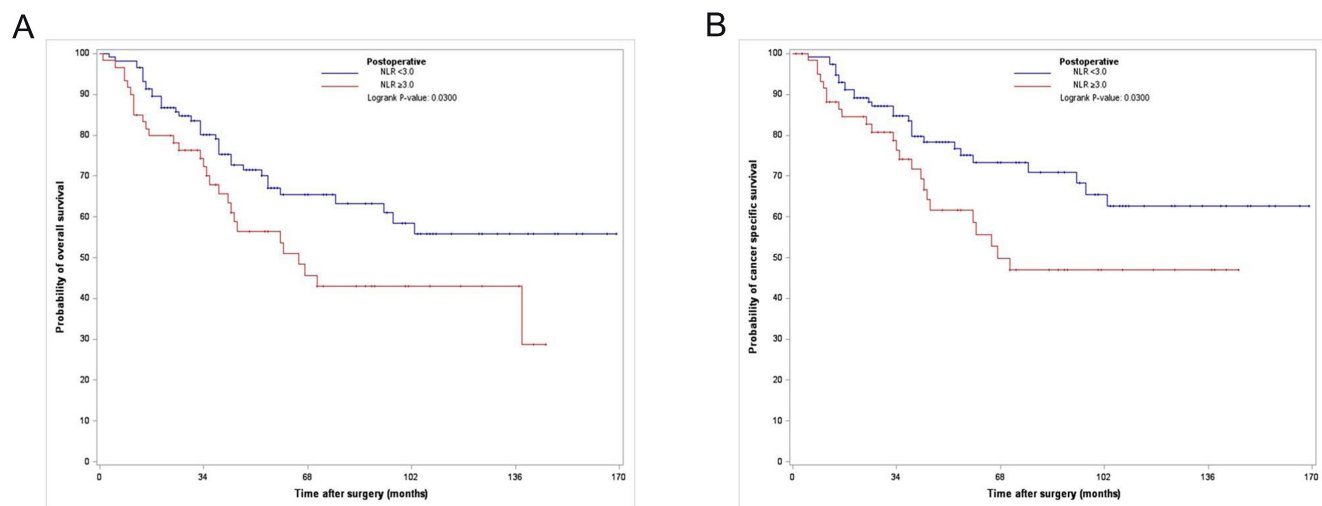 A
Postoperative
NLR <3.0
NLR ≥3.0
Logrank P-value: 0.0300
Probability of overall survival
100
90
80
70
60
50
40
30
20
10
0
0 34 68 102 136 170
Time after surgery (months)
B
Postoperative
NLR <3.0
NLR ≥3.0
Logrank P-value: 0.0300
Probability of cancer specific survival
100
90
80
70
60
50
40
30
20
10
0
0 34 68 102 136 170
Time after surgery (months)